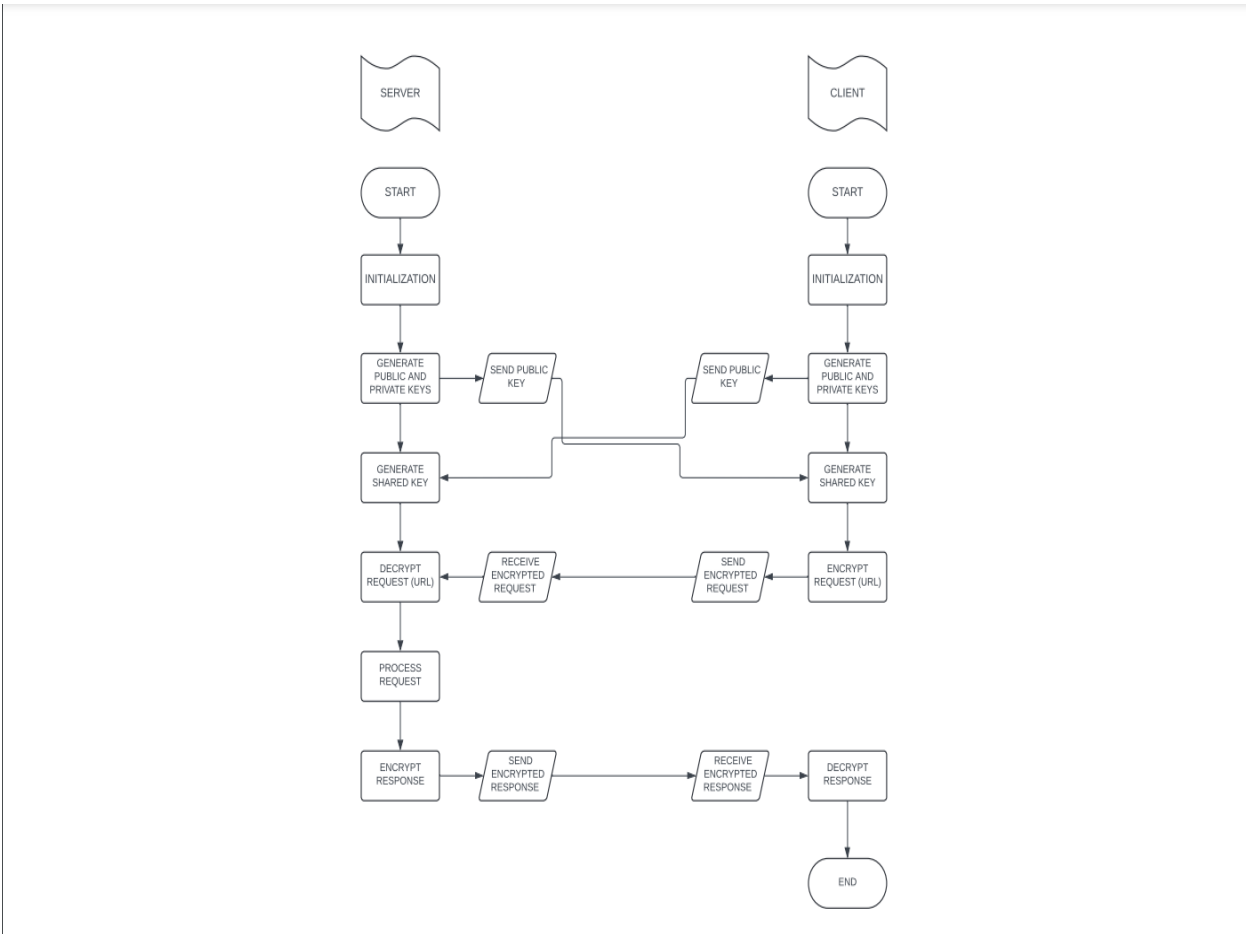 SERVER
CLIENT
START
START
INITIALIZATION
INITIALIZATION
GENERATE
PUBLIC AND
PRIVATE KEYS
SEND PUBLIC
KEY
SEND PUBLIC
KEY
GENERATE
PUBLIC AND
PRIVATE KEYS
GENERATE
SHARED KEY
GENERATE
SHARED KEY
DECRYPT
REQUEST (URL)
RECEIVE
ENCRYPTED
REQUEST
SEND
ENCRYPTED
REQUEST
ENCRYPT
REQUEST (URL)
PROCESS
REQUEST
ENCRYPT
RESPONSE
SEND
ENCRYPTED
RESPONSE
RECEIVE
ENCRYPTED
RESPONSE
DECRYPT
RESPONSE
END